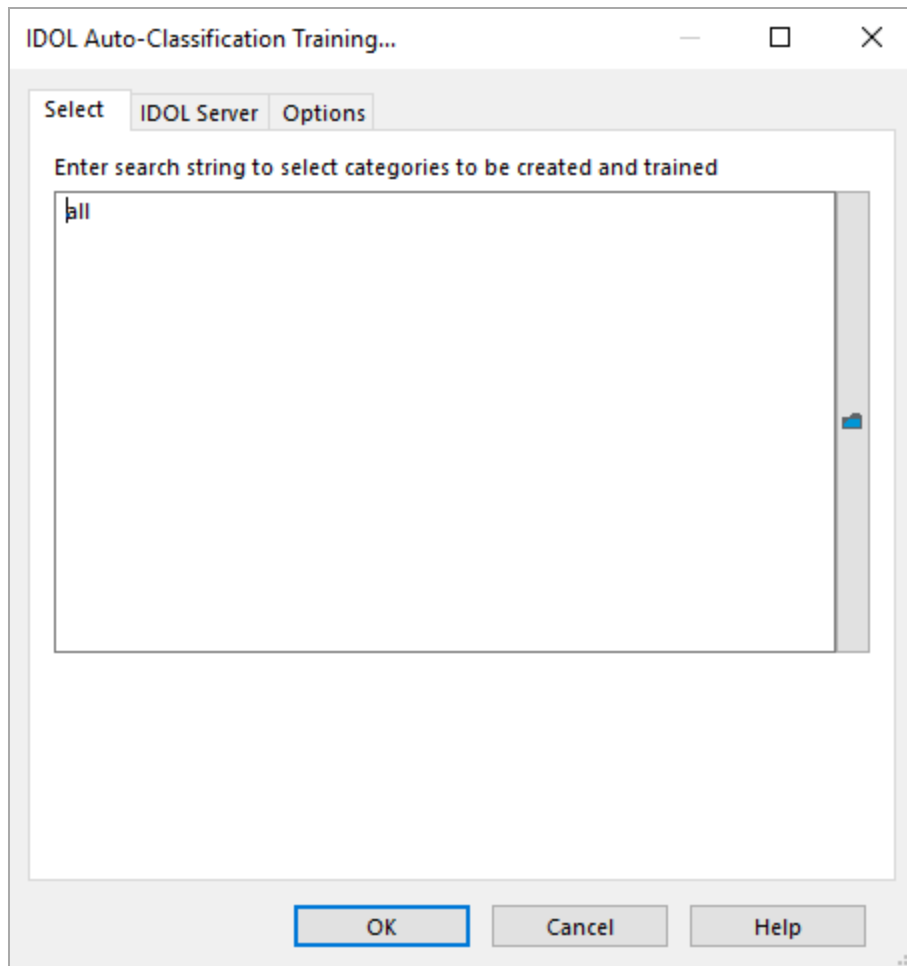 IDOL Auto-Classification Training...
Select IDOL Server Options
Enter search string to select categories to be created and trained
all
OK Cancel Help